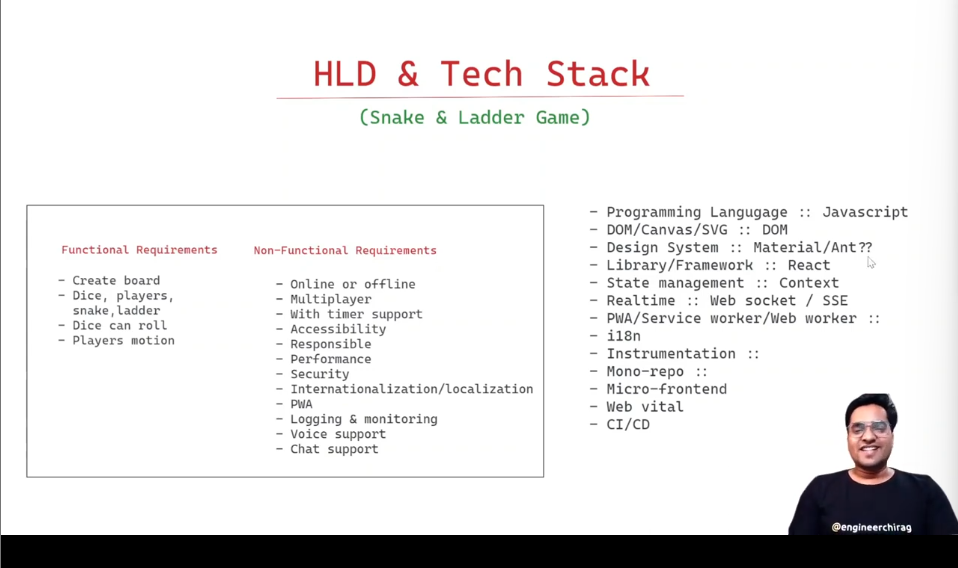 HLD & Tech Stack
(Snake & Ladder Game)
Functional Requirements
- Create board
- Dice, players,
snake,ladder
- Dice can roll
- Players motion
Non-Functional Requirements
- Online or offline
- Multiplayer
- With timer support
- Accessibility
- Responsible
- Performance
- Security
- Internationalization/localization
- PWA
- Logging & monitoring
- Voice support
- Chat support
- Programming Langugage :: Javascript
- DOM/Canvas/SVG :: DOM
- Design System :: Material/Ant??
- Library/Framework :: React
- State management :: Context
- Realtime :: Web socket / SSE
- PWA/Service worker/Web worker ::
- i18n
- Instrumentation ::
- Mono-repo ::
- Micro-frontend
- Web vital
- CI/CD
@engineerchirag